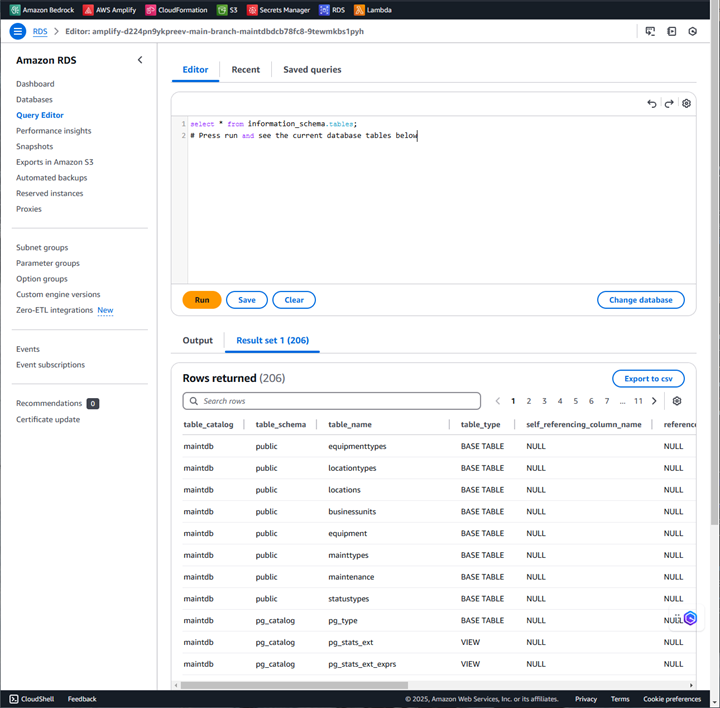 Amazon Bedrock AWS Amplify CloudFormation S3 Secrets Manager RDS Lambda
RDS > Editor: amplify-d224pn9ykpreev-main-branch-maintdbdcb78fc8-9tewmkbs1pyh
Amazon RDS
Dashboard
Databases
Query Editor
Performance insights
Snapshots
Exports in Amazon S3
Automated backups
Reserved instances
Proxies
Subnet groups
Parameter groups
Option groups
Custom engine versions
Zero-ETL integrations New
Events
Event subscriptions
Recommendations 0
Certificate update
Editor Recent Saved queries
1 select * from information_schema.tables;
2 # Press run and see the current database tables below
Run Save Clear Change database
Output Result set 1 (206)
Rows returned (206) Export to csv
Search rows 1 2 3 4 5 6 7 ... 11
table_catalog table_schema table_name table_type self_referencing_column_name reference
maintdb public equipmenttypes BASE TABLE NULL NULL
maintdb public locationtypes BASE TABLE NULL NULL
maintdb public locations BASE TABLE NULL NULL
maintdb public businessunits BASE TABLE NULL NULL
maintdb public equipment BASE TABLE NULL NULL
maintdb public mainttypes BASE TABLE NULL NULL
maintdb public maintenance BASE TABLE NULL NULL
maintdb public statustypes BASE TABLE NULL NULL
maintdb pg_catalog pg_type BASE TABLE NULL NULL
maintdb pg_catalog pg_stats_ext VIEW NULL NULL
maintdb pg_catalog pg_stats_ext_exprs VIEW NULL NULL
CloudShell Feedback © 2025, Amazon Web Services, Inc. or its affiliates. Privacy Terms Cookie preferences